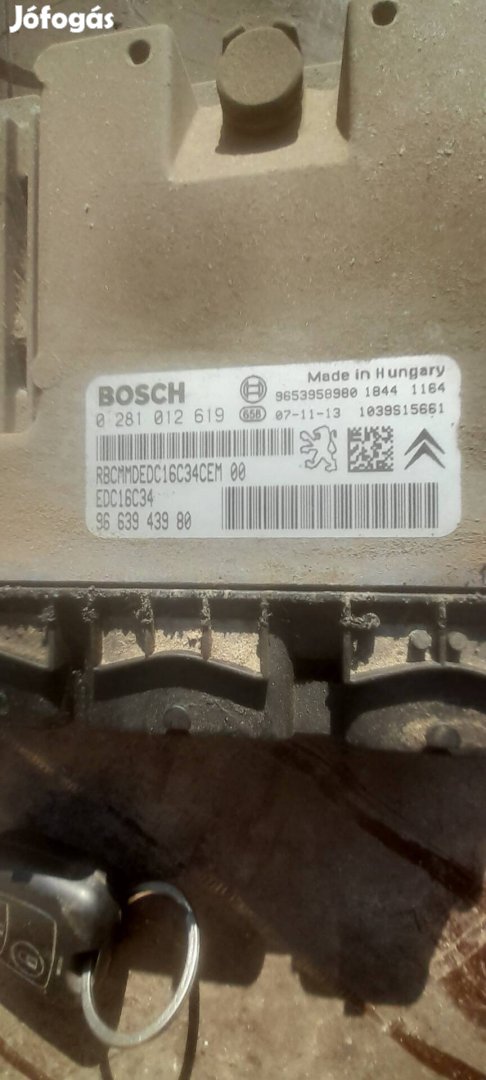 Jófogás
BOSCH
Made in Hungary
9653958980 1844 1164
0 281 012 619 658 07-11-13 1039S15661
RBCMMDEDC16C34CEM 00
EDC16C34
96 639 439 80